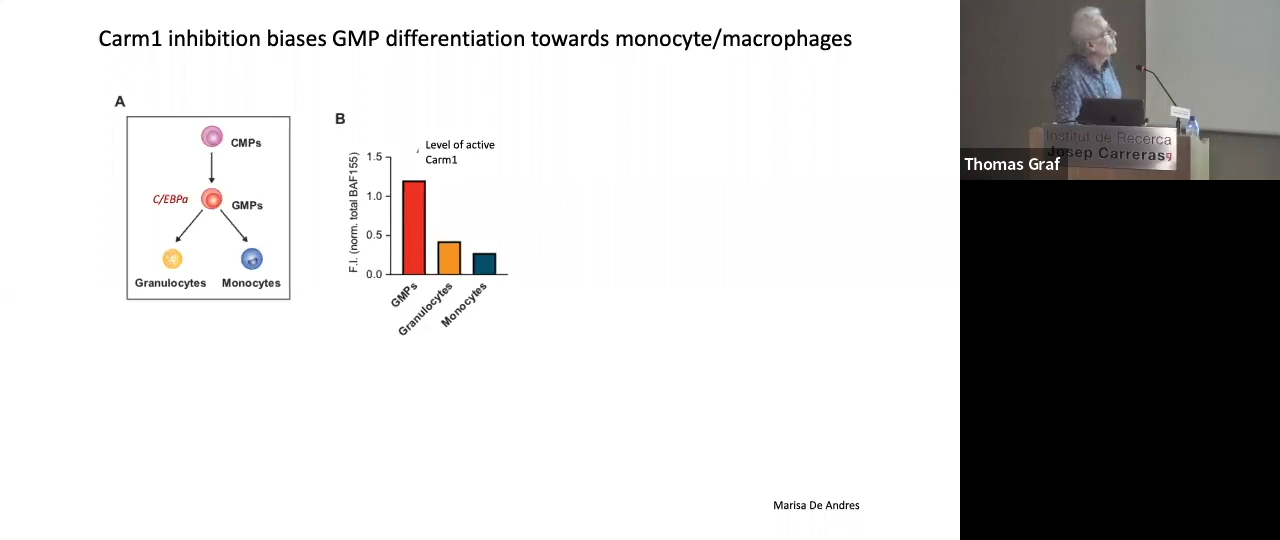 Carm1 inhibition biases GMP differentiation towards monocyte/macrophages
A
CMPs
C/EBPa
GMPs
Granulocytes
Monocytes
B
Level of active
Carm1
F.I. (norm. total BAF155)
1.5
1.0
0.5
0.0
GMPs
Granulocytes
Monocytes
Marisa De Andres
Institut de Recerca
Josep Carreras
Thomas Graf